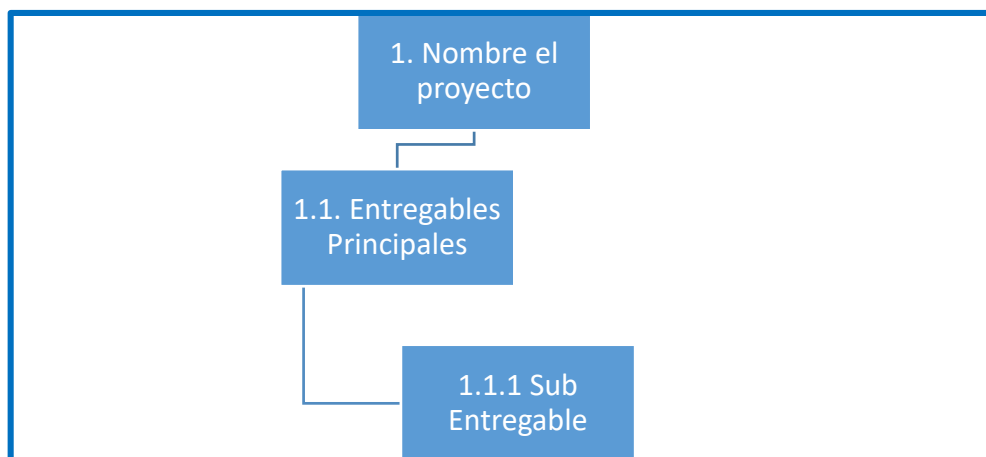 1. Nombre el
proyecto
1.1. Entregables
Principales
1.1.1 Sub
Entregable